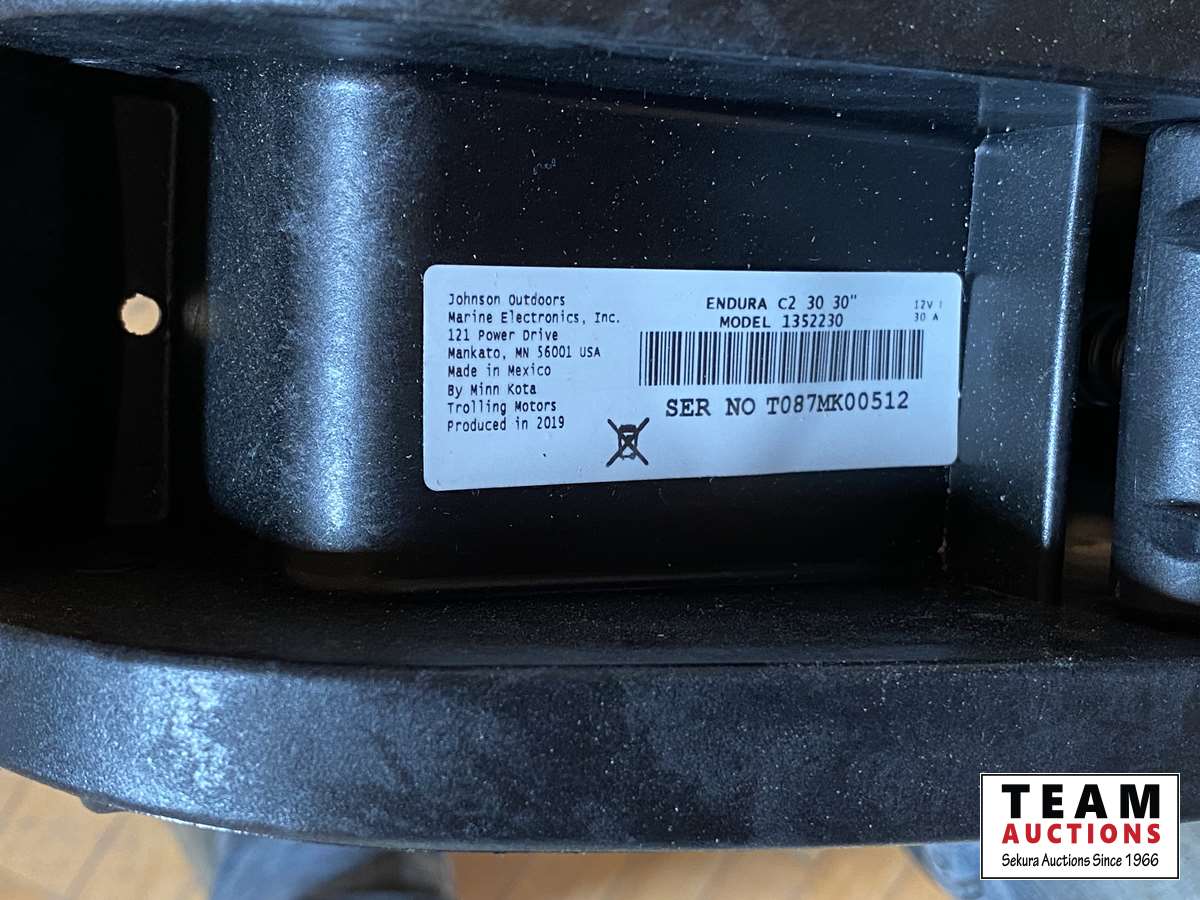 Johnson Outdoors
Marine Electronics, Inc.
121 Power Drive
Mankato, MN 56001 USA
Made in Mexico
By Minn Kota
Trolling Motors
Produced in 2019
ENDURA C2 30 30"
MODEL 1352230
12V
30 A
SER NO T087MK00512
TEAM
AUCTIONS
Sekura Auctions Since 1966